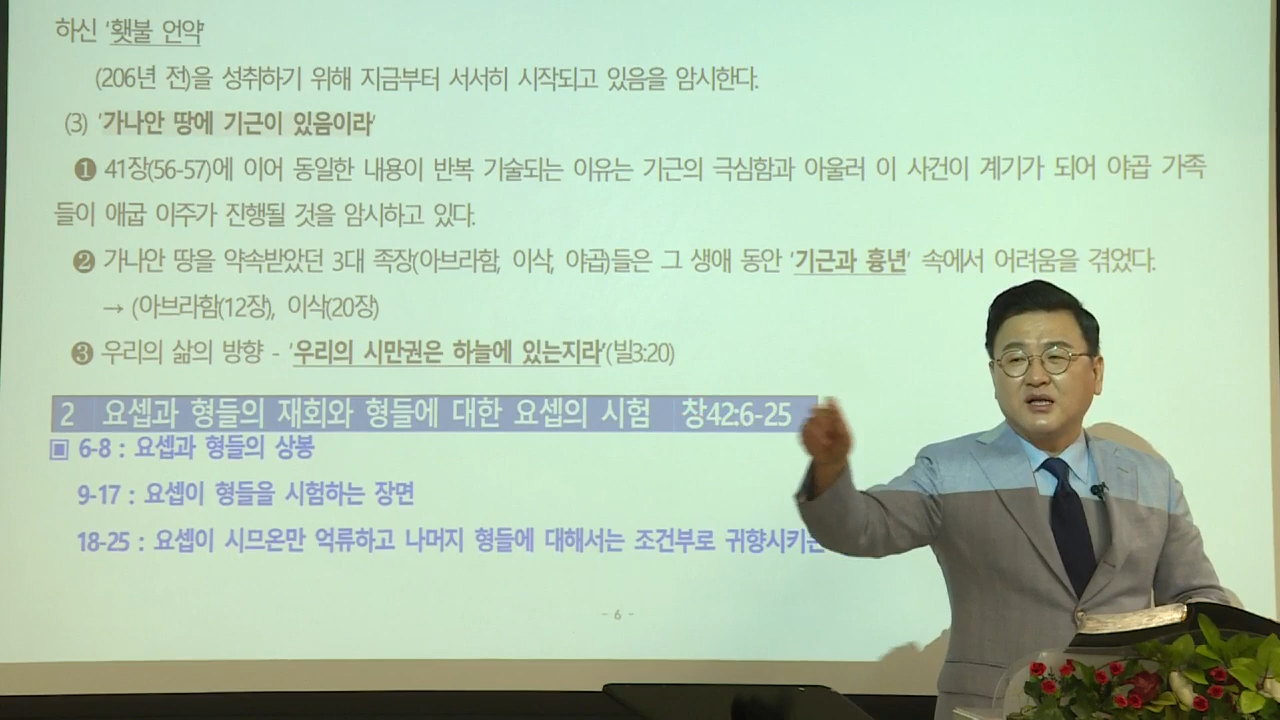 하신 '횃불 언약'
(206년 전)을 성취하기 위해 지금부터 서서히 시작되고 있음을 암시한다.
(3) '가나안 땅에 기근이 있음이라'
❶ 41장(56-57)에 이어 동일한 내용이 반복 기술되는 이유는 기근의 극심함과 아울러 이 사건이 계기가 되어 야곱 가족
들이 애굽 이주가 진행될 것을 암시하고 있다.
❷ 가나안 땅을 약속받았던 3대 족장(아브라함, 이삭, 야곱)들은 그 생애 동안 '기근과 흉년' 속에서 어려움을 겪었다.
→ (아브라함(12장), 이삭(20장)
❸ 우리의 삶의 방향 - '우리의 시만권은 하늘에 있는지라'(빌3:20)
2 요셉과 형들의 재회와 형들에 대한 요셉의 시험 창42:6-25
▣ 6-8 : 요셉과 형들의 상봉
9-17 : 요셉이 형들을 시험하는 장면
18-25 : 요셉이 시므온만 억류하고 나머지 형들에 대해서는 조건부로 귀향시키는
- 6 -